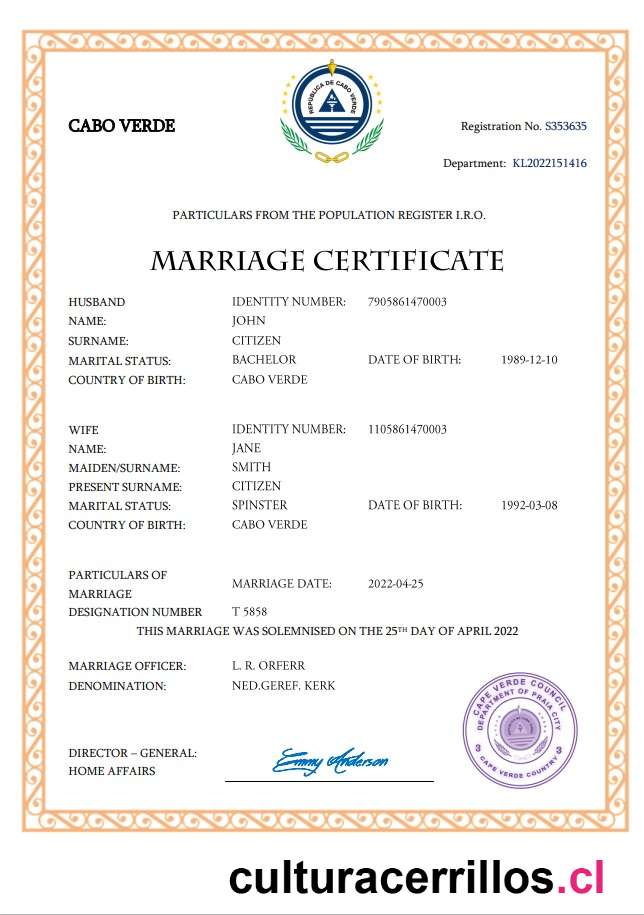 REPÚBLICA DE CABO VERDE
CABO VERDE
Registration No. S353635
Department: KL2022151416
PARTICULARS FROM THE POPULATION REGISTER I.R.O.
MARRIAGE CERTIFICATE
HUSBAND IDENTITY NUMBER: 7905861470003
NAME: JOHN
SURNAME: CITIZEN
MARITAL STATUS: BACHELOR DATE OF BIRTH: 1989-12-10
COUNTRY OF BIRTH: CABO VERDE
WIFE IDENTITY NUMBER: 1105861470003
NAME: JANE
MAIDEN/SURNAME: SMITH
PRESENT SURNAME: CITIZEN
MARITAL STATUS: SPINSTER DATE OF BIRTH: 1992-03-08
COUNTRY OF BIRTH: CABO VERDE
PARTICULARS OF
MARRIAGE MARRIAGE DATE: 2022-04-25
DESIGNATION NUMBER T 5858
THIS MARRIAGE WAS SOLEMNISED ON THE 25TH DAY OF APRIL 2022
MARRIAGE OFFICER: L. R. ORFERR
DENOMINATION: NED.GEREF. KERK
CAPE VERDE COUNCIL
DEPARTMENT OF PRAIA CITY
3 3
CAPE VERDE COUNTRY
DIRECTOR – GENERAL:
HOME AFFAIRS
Emmy Anderson
culturacerrillos.cl